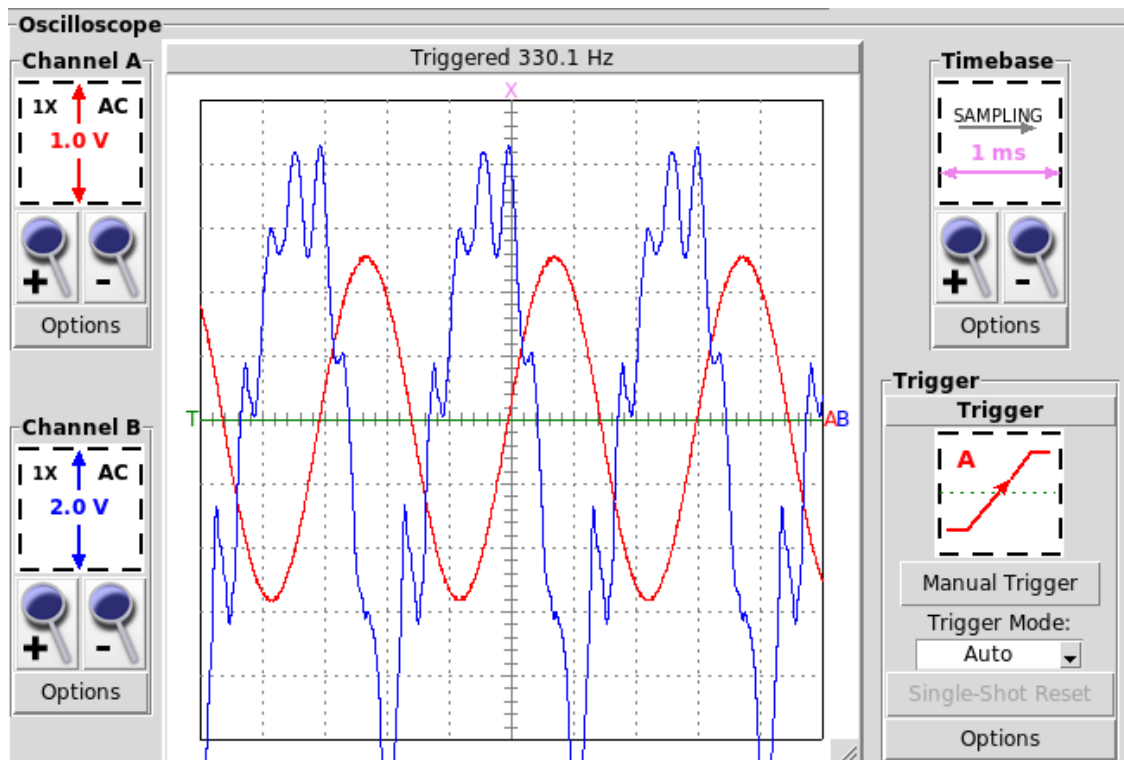 Oscilloscope
Channel A
1X AC
1.0 V
+ -
Options
Channel B
1X AC
2.0 V
+ -
Options
Triggered 330.1 Hz
X
T
AB
Timebase
SAMPLING
1 ms
+ -
Options
Trigger
Trigger
A
Manual Trigger
Trigger Mode:
Auto
Single-Shot Reset
Options